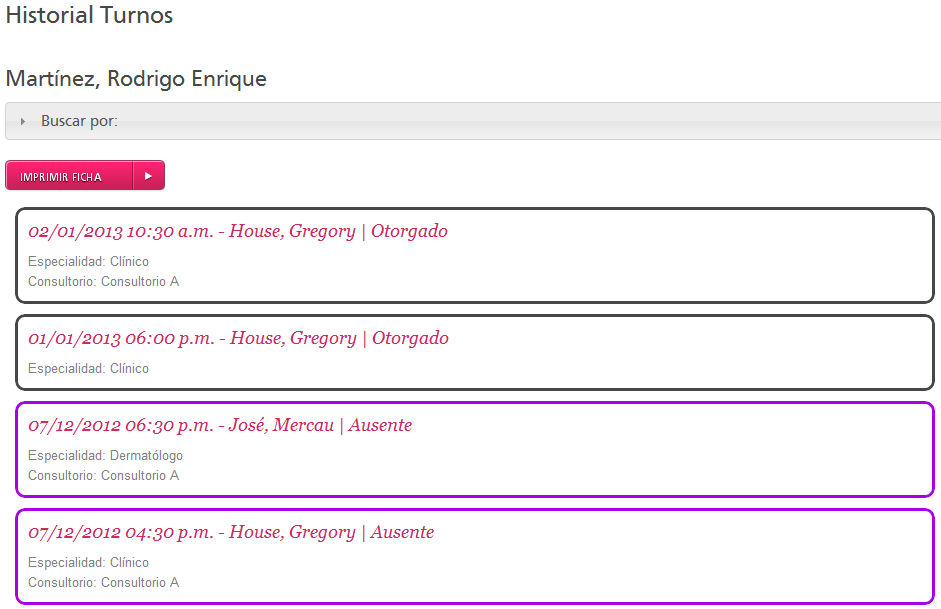 Historial Turnos
Martínez, Rodrigo Enrique
Buscar por:
IMPRIMIR FICHA
02/01/2013 10:30 a.m. - House, Gregory | Otorgado
Especialidad: Clínico
Consultorio: Consultorio A
01/01/2013 06:00 p.m. - House, Gregory | Otorgado
Especialidad: Clínico
07/12/2012 06:30 p.m. - José, Mercau | Ausente
Especialidad: Dermatólogo
Consultorio: Consultorio A
07/12/2012 04:30 p.m. - House, Gregory | Ausente
Especialidad: Clínico
Consultorio: Consultorio A